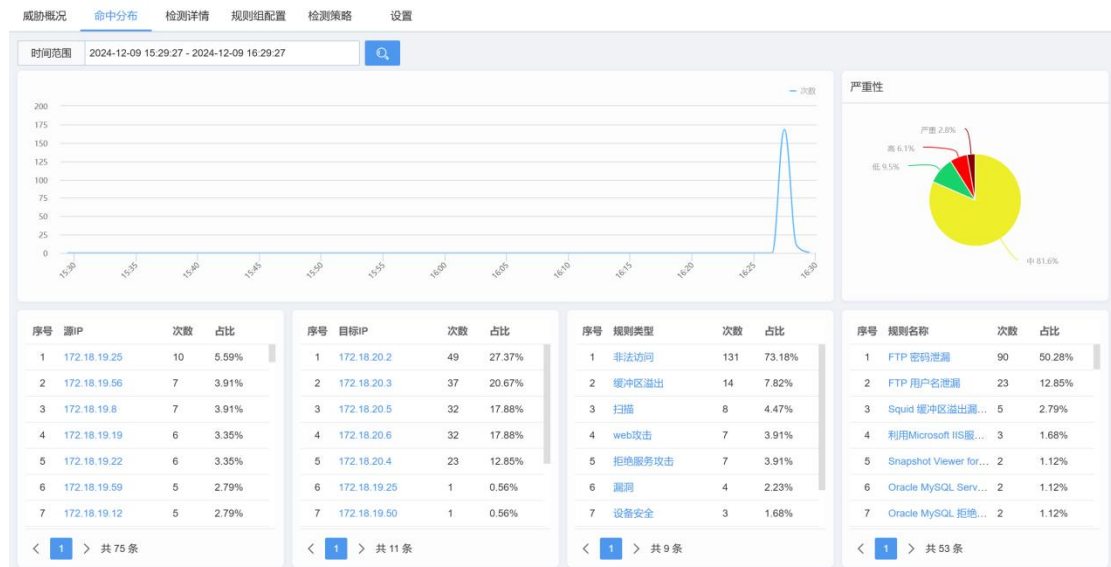 威胁概况 命中分布 检测详情 规则组配置 检测策略 设置
时间范围 2024-12-09 15:29:27 - 2024-12-09 16:29:27
次数
200
175
150
125
100
75
50
25
0
15:30 15:35 15:40 15:45 15:50 15:55 16:00 16:05 16:10 16:15 16:20 16:25 16:30
严重性
严重 2.8%
高 6.1%
低 9.5%
中 81.6%
序号 源IP 次数 占比
1 172.18.19.25 10 5.59%
2 172.18.19.56 7 3.91%
3 172.18.19.8 7 3.91%
4 172.18.19.19 6 3.35%
5 172.18.19.22 6 3.35%
6 172.18.19.59 5 2.79%
7 172.18.19.12 5 2.79%
< 1 > 共 75 条
序号 目标IP 次数 占比
1 172.18.20.2 49 27.37%
2 172.18.20.3 37 20.67%
3 172.18.20.5 32 17.88%
4 172.18.20.6 32 17.88%
5 172.18.20.4 23 12.85%
6 172.18.19.25 1 0.56%
7 172.18.19.50 1 0.56%
< 1 > 共 11 条
序号 规则类型 次数 占比
1 非法访问 131 73.18%
2 缓冲区溢出 14 7.82%
3 扫描 8 4.47%
4 web攻击 7 3.91%
5 拒绝服务攻击 7 3.91%
6 漏洞 4 2.23%
7 设备安全 3 1.68%
< 1 > 共 9 条
序号 规则名称 次数 占比
1 FTP 密码泄漏 90 50.28%
2 FTP 用户名泄漏 23 12.85%
3 Squid 缓冲区溢出漏... 5 2.79%
4 利用Microsoft IIS服... 3 1.68%
5 Snapshot Viewer for... 2 1.12%
6 Oracle MySQL Serv... 2 1.12%
7 Oracle MySQL 拒绝... 2 1.12%
< 1 > 共 53 条